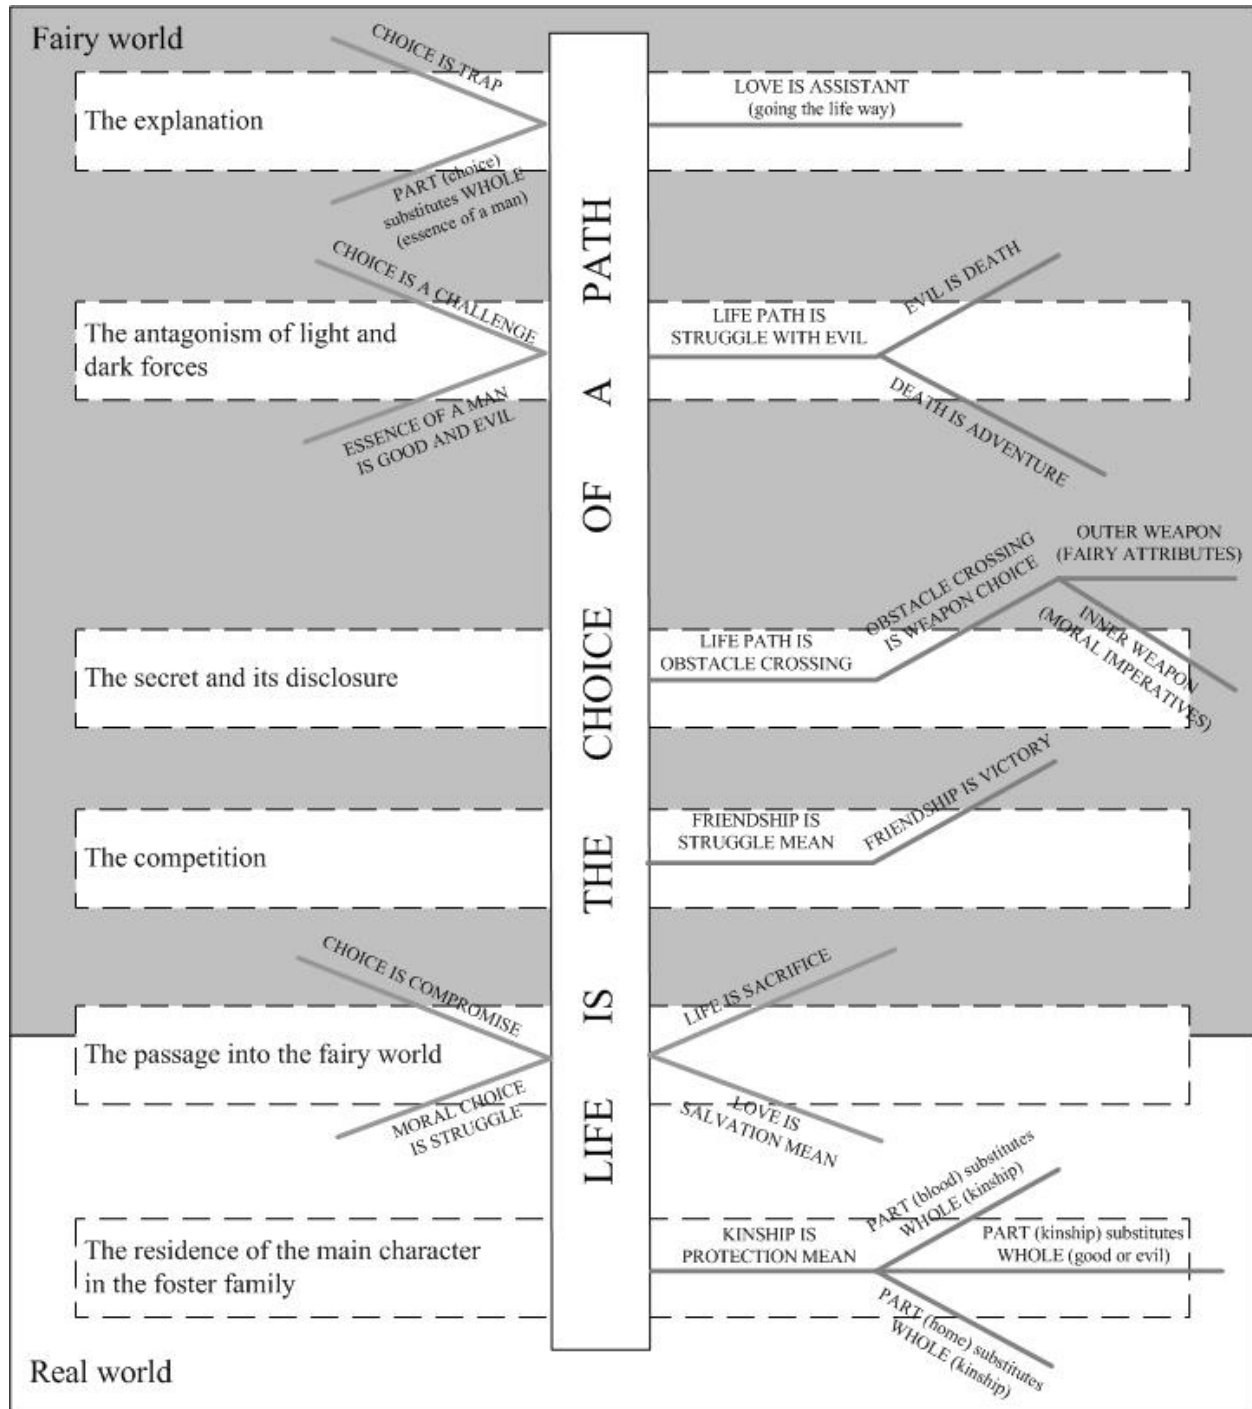 Fairy world
CHOICE IS TRAP
The explanation
PART (choice)
substitutes WHOLE
(essence of a man)
LOVE IS ASSISTANT
(going the life way)
CHOICE IS A CHALLENGE
The antagonism of light and
dark forces
ESSENCE OF A MAN
IS GOOD AND EVIL
LIFE PATH IS
STRUGGLE WITH EVIL
EVIL IS DEATH
DEATH IS ADVENTURE
The secret and its disclosure
LIFE PATH IS
OBSTACLE CROSSING
OBSTACLE CROSSING
IS WEAPON CHOICE
OUTER WEAPON
(FAIRY ATTRIBUTES)
INNER WEAPON
(MORAL IMPERATIVES)
The competition
FRIENDSHIP IS
STRUGGLE MEAN
FRIENDSHIP IS VICTORY
CHOICE IS COMPROMISE
The passage into the fairy world
MORAL CHOICE
IS STRUGGLE
LIFE IS SACRIFICE
LOVE IS
SALVATION MEAN
The residence of the main character
in the foster family
KINSHIP IS
PROTECTION MEAN
PART (blood) substitutes
WHOLE (kinship)
PART (kinship) substitutes
WHOLE (good or evil)
PART (home) substitutes
WHOLE (kinship)
LIFE IS THE CHOICE OF A PATH
Real world